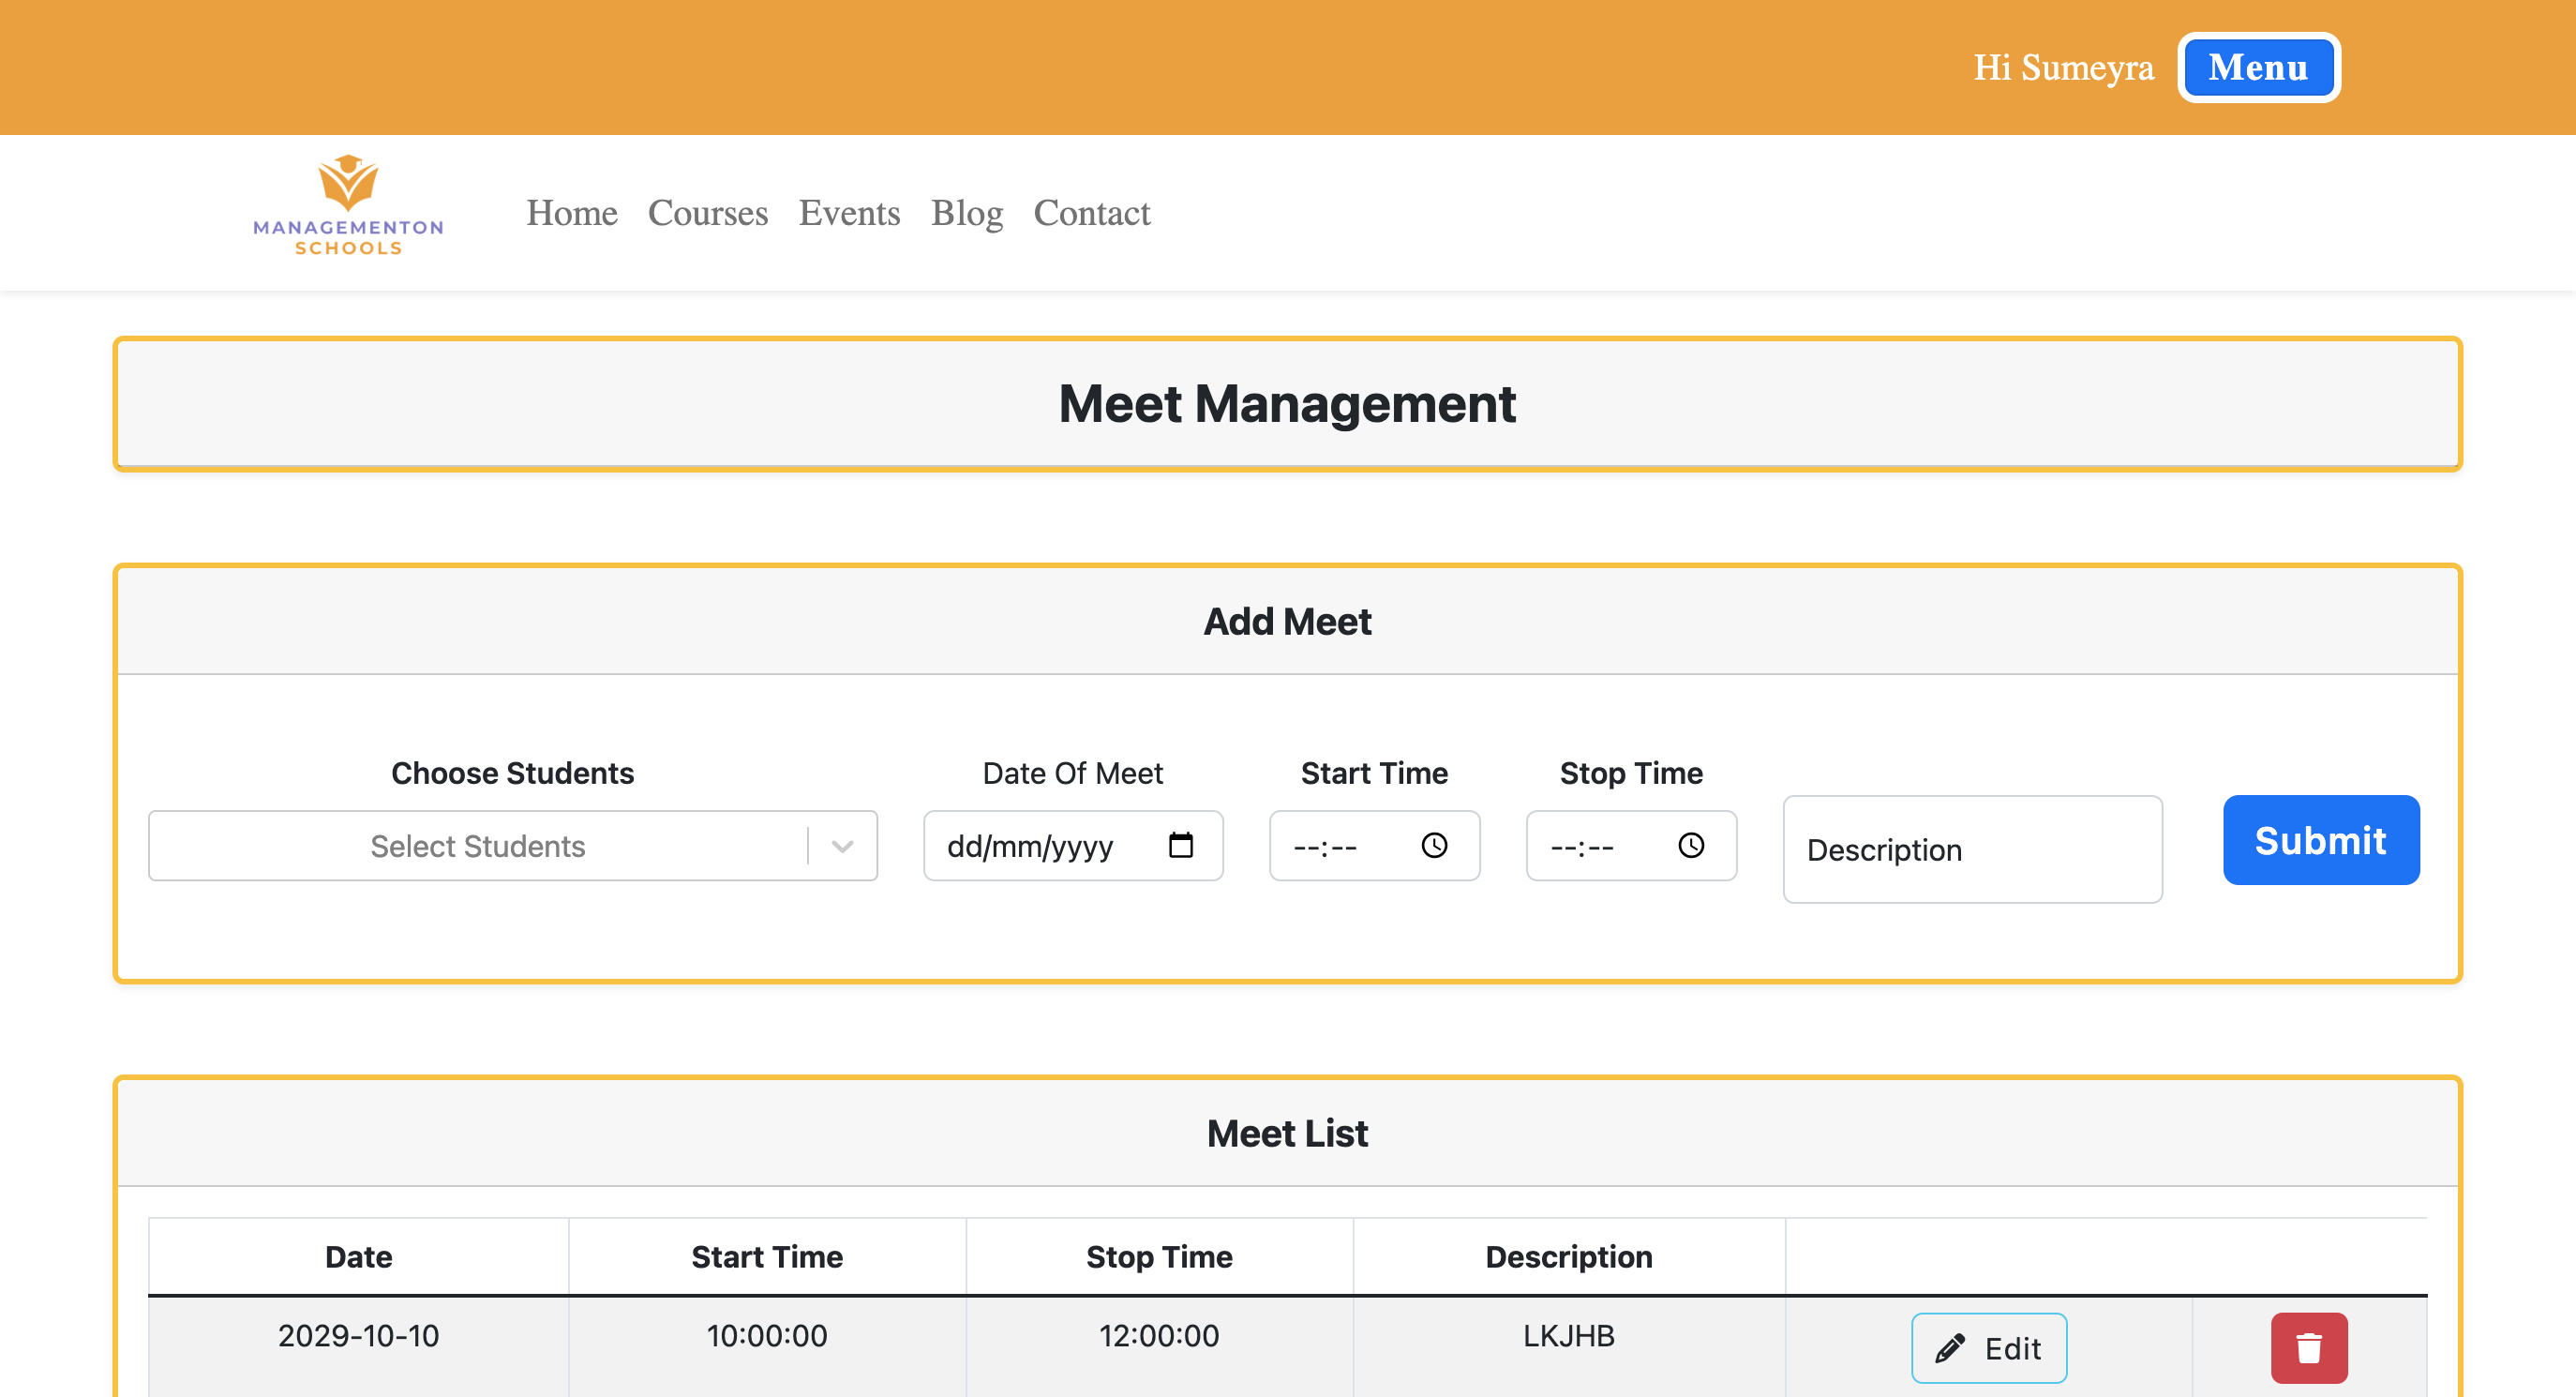 Hi Sumeyra Menu
MANAGEMENTON
SCHOOLS
Home Courses Events Blog Contact
Meet Management
Add Meet
Choose Students Date Of Meet Start Time Stop Time
Select Students dd/mm/yyyy --:-- --:-- Description Submit
Meet List
Date Start Time Stop Time Description
2029-10-10 10:00:00 12:00:00 LKJHB Edit